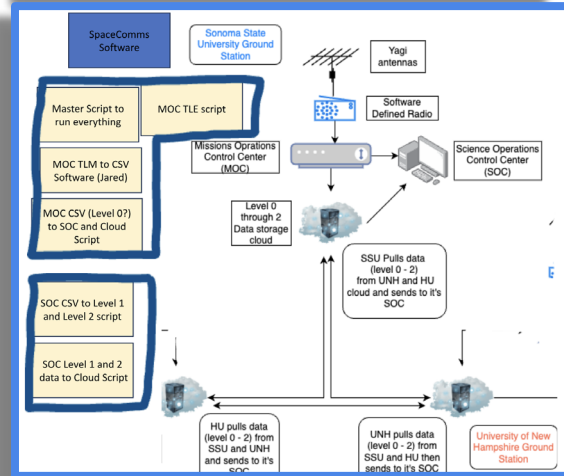 SpaceComms
Software
Sonoma State
University Ground
Station
Yagi
antennas
Master Script to
run everything
MOC TLE script
Software
Defined Radio
Missions Oprations
Control Center
(MOC)
Science Operations
Control Center
(SOC)
MOC TLM to CSV
Software (Jared)
MOC CSV (Level 0?)
to SOC and Cloud
Script
Level 0
through 2
Data storage
cloud
SSU Pulls data
(level 0 - 2)
from UNH and HU
cloud and sends to it's
SOC
SOC CSV to Level 1
and Level 2 script
SOC Level 1 and 2
data to Cloud Script
HU pulls data
(level 0 - 2) from
SSU and UNH
and sends to it's
SOC
UNH pulls data
(level 0 - 2) from
SSU and HU then
sends to it's SOC
University of New
Hampshire Ground
Station